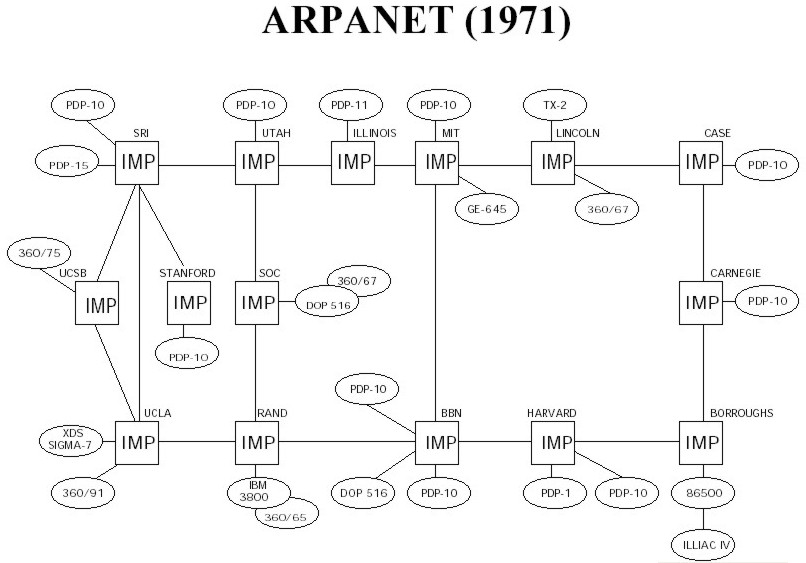 ARPANET (1971)
PDP-10
PDP-10
PDP-11
PDP-10
TX-2
SRI
UTAH
ILLINOIS
MIT
LINCOLN
CASE
PDP-15
IMP
IMP
IMP
IMP
IMP
IMP
PDP-10
GE-645
360/67
360/75
UCSB
STANFORD
SOC
360/67
CARNEGIE
IMP
IMP
IMP
DOP 516
IMP
PDP-10
PDP-10
PDP-10
UCLA
RAND
BBN
HARVARD
BORROUGHS
XDS
SIGMA-7
IMP
IMP
IMP
IMP
IMP
360/91
IBM
3800
360/65
DOP 516
PDP-10
PDP-1
PDP-10
86500
ILLIAC IV